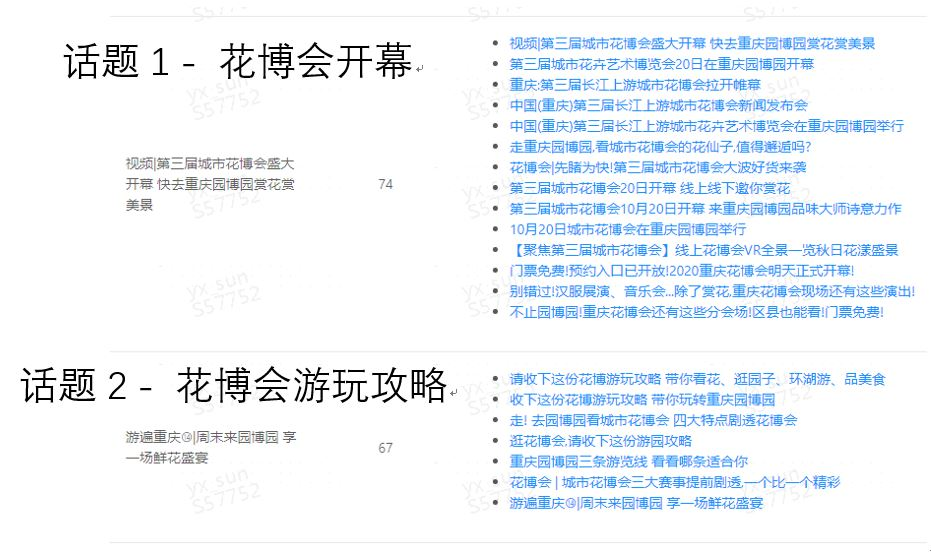 话题 1 - 花博会开幕
视频|第三届城市花博会盛大
开幕 快去重庆园博园赏花赏
美景
74
视频|第三届城市花博会盛大开幕 快去重庆园博园赏花赏美景
第三届城市花卉艺术博览会20日在重庆园博园开幕
重庆:第三届长江上游城市花博会拉开帷幕
中国(重庆)第三届长江上游城市花博会新闻发布会
中国(重庆)第三届长江上游城市花卉艺术博览会在重庆园博园举行
走重庆园博园,看城市花博会的花仙子,值得邂逅吗?
花博会|先睹为快!第三届城市花博会大波好货来袭
第三届城市花博会20日开幕 线上线下邀你赏花
第三届城市花博会10月20日开幕 来重庆园博园品味大师诗意力作
10月20日城市花博会在重庆园博园举行
【聚焦第三届城市花博会】线上花博会VR全景一览秋日花漾盛景
门票免费!预约入口已开放!2020重庆花博会明天正式开幕!
别错过!汉服展演、音乐会...除了赏花,重庆花博会现场还有这些演出!
不止园博园!重庆花博会还有这些分会场!区县也能看!门票免费!
话题 2 - 花博会游玩攻略
游遍重庆㉘|周末来园博园 享
一场鲜花盛宴
67
请收下这份花博游玩攻略 带你看花、逛园子、环湖游、品美食
收下这份花博游玩攻略 带你玩转重庆园博园
走! 去园博园看城市花博会 四大特点剧透花博会
逛花博会,请收下这份游园攻略
重庆园博园三条游览线 看看哪条适合你
花博会 | 城市花博会三大赛事提前剧透,一个比一个精彩
游遍重庆㉘|周末来园博园 享一场鲜花盛宴
yx sun
S57752